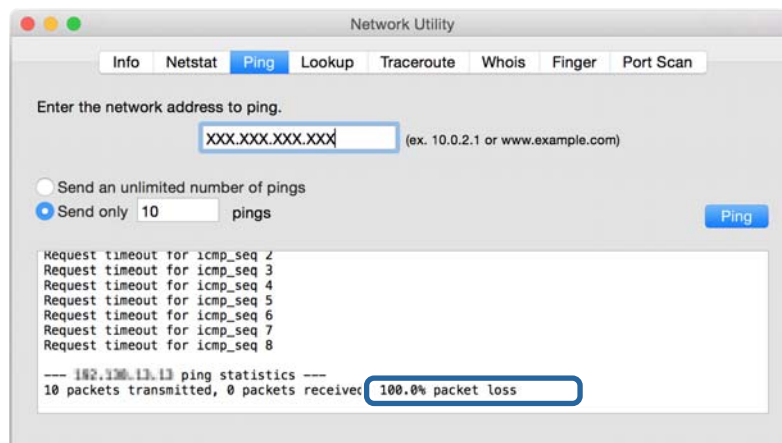 Network Utility
Info Netstat Ping Lookup Traceroute Whois Finger Port Scan
Enter the network address to ping.
XXX.XXX.XXX.XXX (ex. 10.0.2.1 or www.example.com)
Send an unlimited number of pings
Send only 10 pings
Ping
Request timeout for icmp_seq 2
Request timeout for icmp_seq 3
Request timeout for icmp_seq 4
Request timeout for icmp_seq 5
Request timeout for icmp_seq 6
Request timeout for icmp_seq 7
Request timeout for icmp_seq 8
--- ping statistics ---
10 packets transmitted, 0 packets received 100.0% packet loss